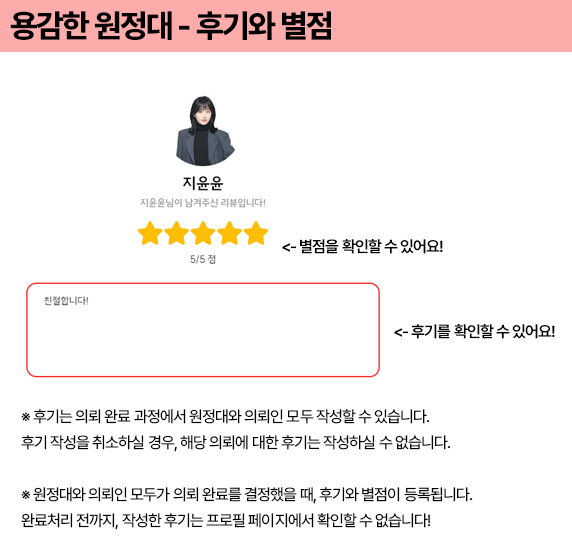 용감한 원정대 - 후기와 별점
지윤윤
지윤윤님이 남겨주신 리뷰입니다!
<- 별점을 확인할 수 있어요!
5/5 점
친절합니다!
<- 후기를 확인할 수 있어요!
※ 후기는 의뢰 완료 과정에서 원정대와 의뢰인 모두 작성할 수 있습니다.
후기 작성을 취소하실 경우, 해당 의뢰에 대한 후기는 작성하실 수 없습니다.
※ 원정대와 의뢰인 모두가 의뢰 완료를 결정했을 때, 후기와 별점이 등록됩니다.
완료처리 전까지, 작성한 후기는 프로필 페이지에서 확인할 수 없습니다!